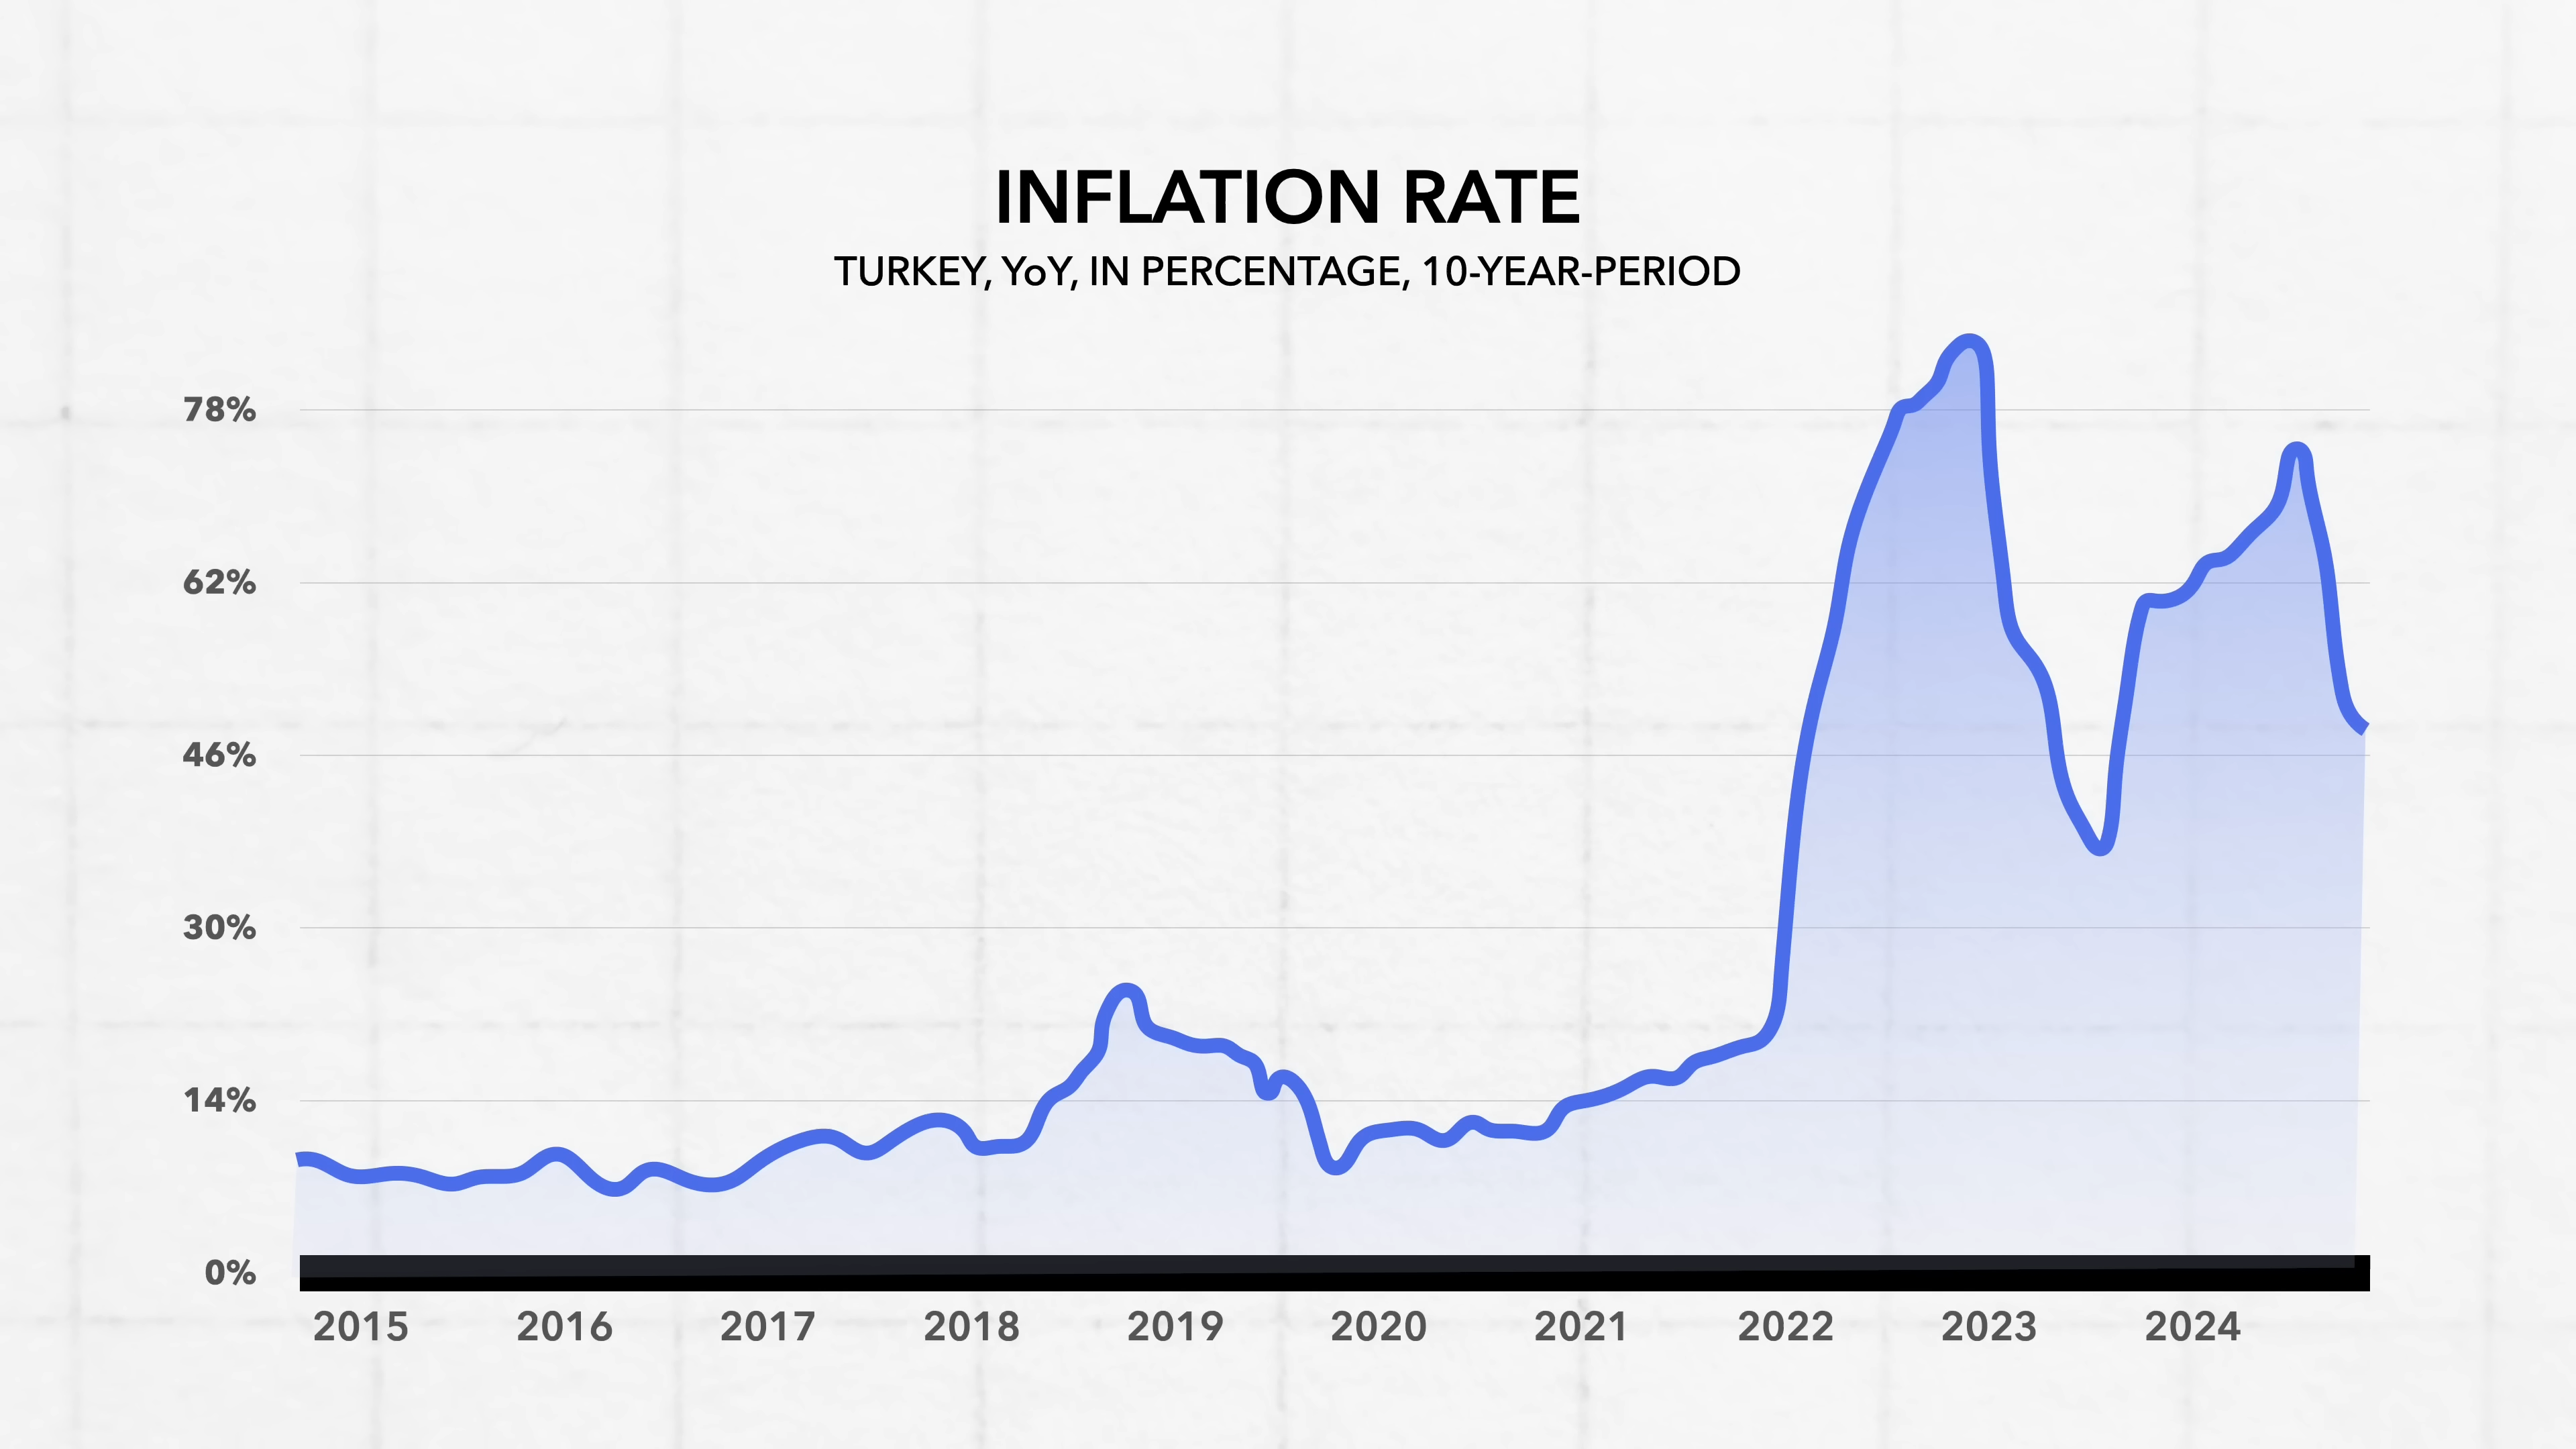 INFLATION RATE
TURKEY, YoY, IN PERCENTAGE, 10-YEAR-PERIOD
78%
62%
46%
30%
14%
0%
2015 2016 2017 2018 2019 2020 2021 2022 2023 2024